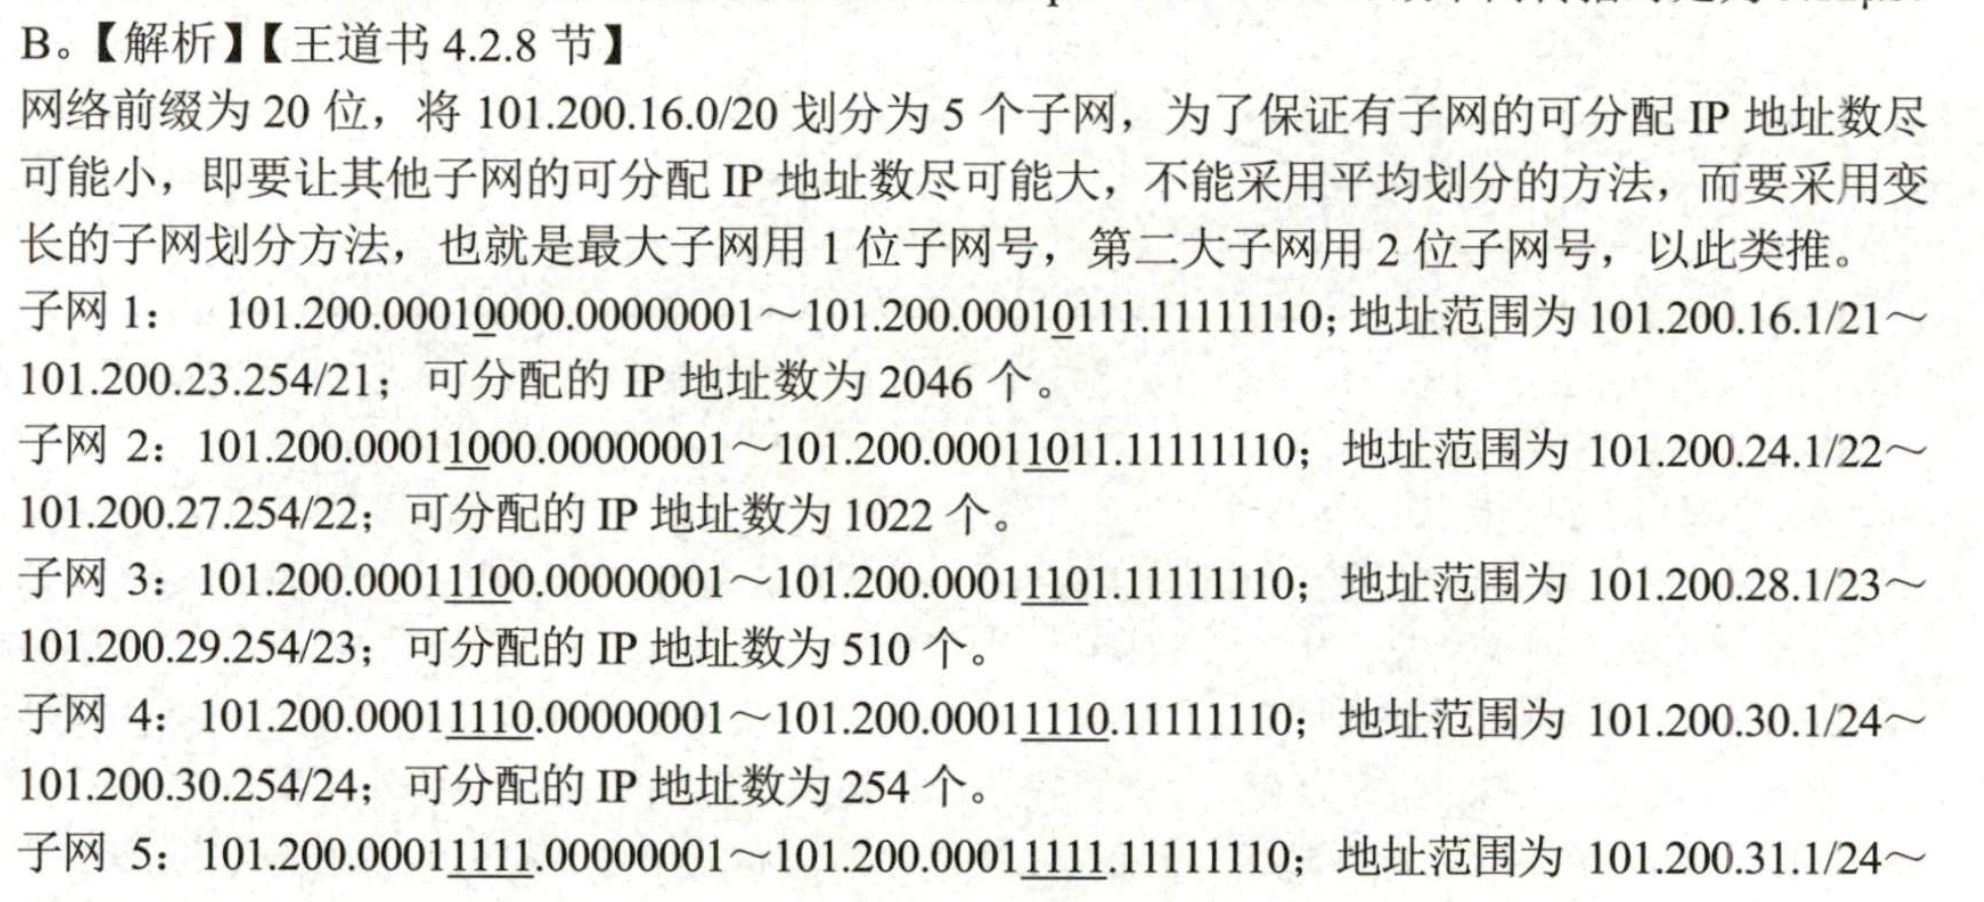 B。【解析】【王道书 4.2.8 节】
网络前缀为 20 位，将 101.200.16.0/20 划分为 5 个子网，为了保证有子网的可分配 IP 地址数尽
可能小，即要让其他子网的可分配 IP 地址数尽可能大，不能采用平均划分的方法，而要采用变
长的子网划分方法，也就是最大子网用 1 位子网号，第二大子网用 2 位子网号，以此类推。
子网 1： 101.200.00010000.00000001～101.200.00010111.11111110；地址范围为 101.200.16.1/21～
101.200.23.254/21；可分配的 IP 地址数为 2046 个。
子网 2：101.200.00011000.00000001～101.200.00011011.11111110；地址范围为 101.200.24.1/22～
101.200.27.254/22；可分配的 IP 地址数为 1022 个。
子网 3：101.200.00011100.00000001～101.200.00011101.11111110；地址范围为 101.200.28.1/23～
101.200.29.254/23；可分配的 IP 地址数为 510 个。
子网 4：101.200.00011110.00000001～101.200.00011110.11111110；地址范围为 101.200.30.1/24～
101.200.30.254/24；可分配的 IP 地址数为 254 个。
子网 5：101.200.00011111.00000001～101.200.00011111.11111110；地址范围为 101.200.31.1/24～